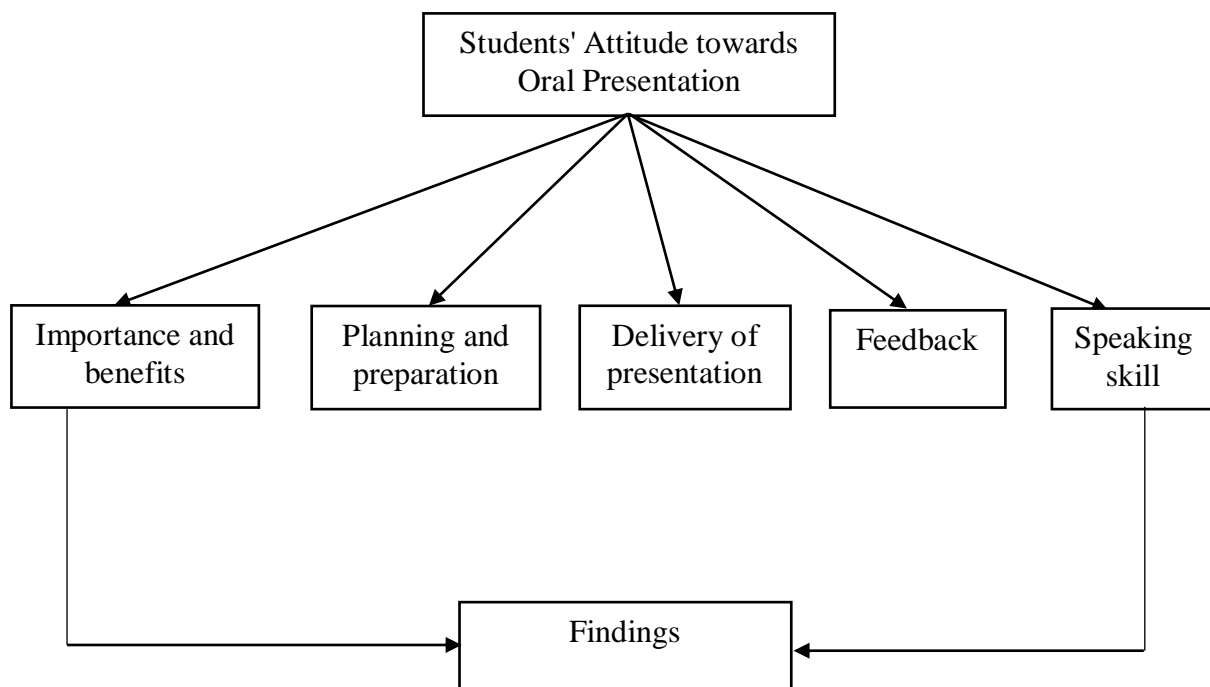 Students' Attitude towards
Oral Presentation
Importance and
benefits
Planning and
preparation
Delivery of
presentation
Feedback
Speaking
skill
Findings